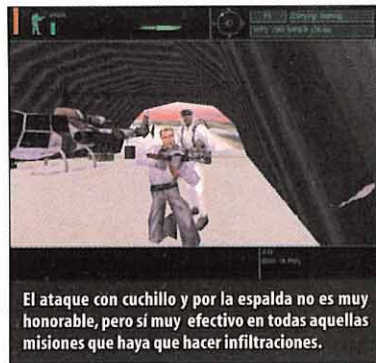 El ataque con cuchillo y por la espalda no es muy
honorable, pero sí muy efectivo en todas aquellas
misiones que haya que hacer infiltraciones.